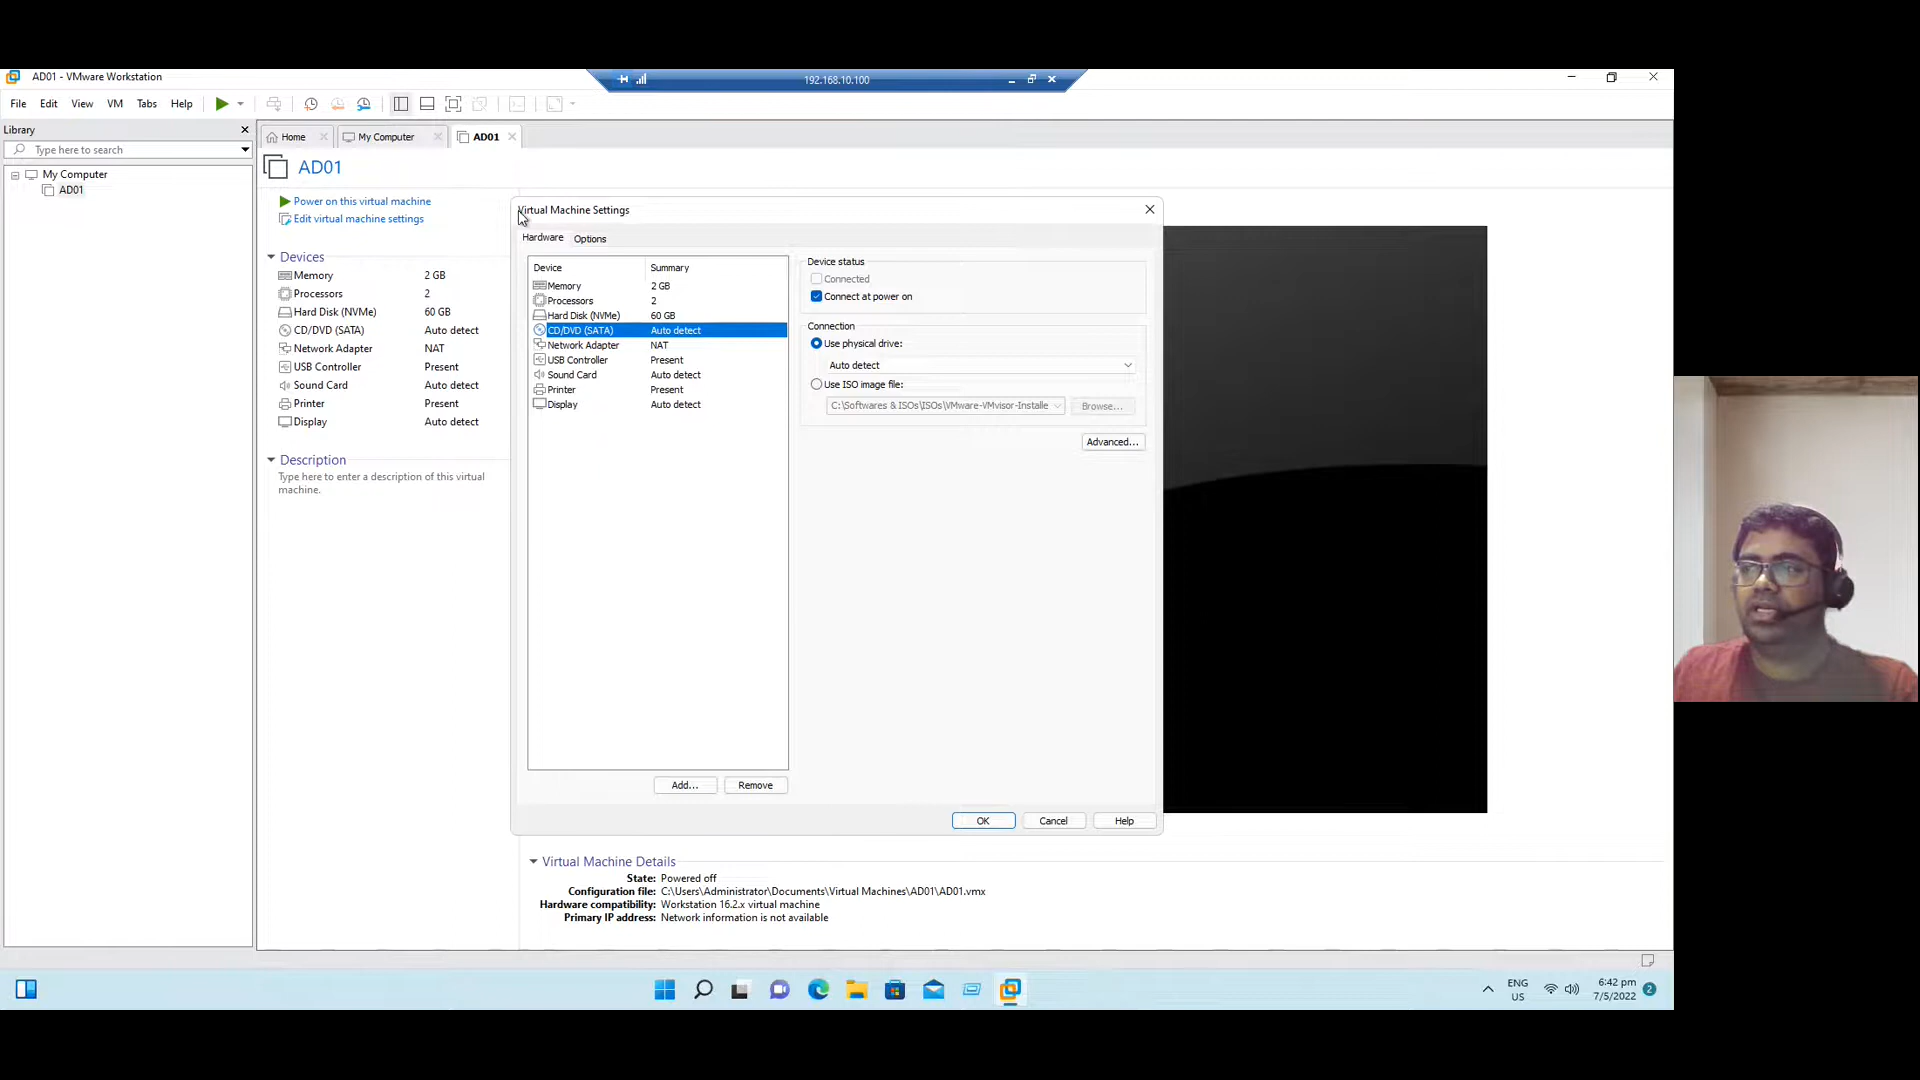 AD01 - VMware Workstation
192.168.10.100
File Edit View VM Tabs Help
Library
Type here to search
My Computer
AD01
Home
My Computer
AD01
AD01
Power on this virtual machine
Edit virtual machine settings
Devices
Memory 2 GB
Processors 2
Hard Disk (NVMe) 60 GB
CD/DVD (SATA) Auto detect
Network Adapter NAT
USB Controller Present
Sound Card Auto detect
Printer Present
Display Auto detect
Description
Type here to enter a description of this virtual
machine.
Virtual Machine Settings
Hardware Options
Device Summary
Memory 2 GB
Processors 2
Hard Disk (NVMe) 60 GB
CD/DVD (SATA) Auto detect
Network Adapter NAT
USB Controller Present
Sound Card Auto detect
Printer Present
Display Auto detect
Add... Remove
Device status
Connected
Connect at power on
Connection
Use physical drive:
Auto detect
Use ISO image file:
C:\Softwares & ISOs\ISOs\VMware-VMvisor-Installe Browse...
Advanced...
OK Cancel Help
Virtual Machine Details
State: Powered off
Configuration file: C:\Users\Administrator\Documents\Virtual Machines\AD01\AD01.vmx
Hardware compatibility: Workstation 16.2.x virtual machine
Primary IP address: Network information is not available
ENG
US
6:42 pm
7/5/2022
2